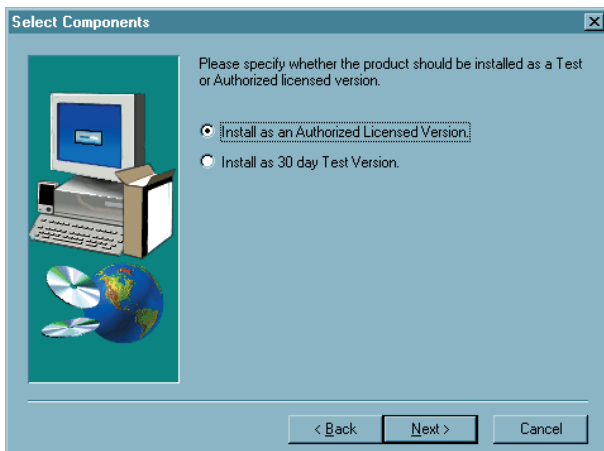 Select Components
Please specify whether the product should be installed as a Test
or Authorized licensed version.
Install as an Authorized Licensed Version.
Install as 30 day Test Version.
< Back
Next >
Cancel